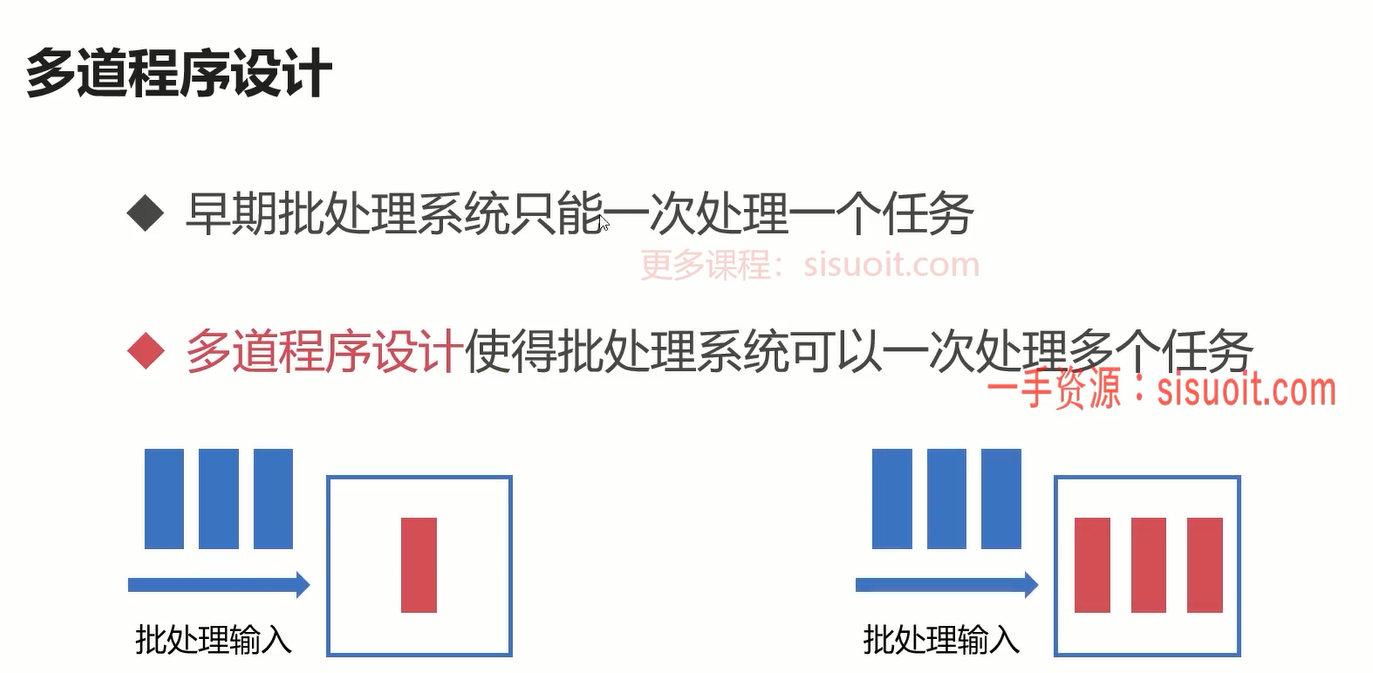 多道程序设计
早期批处理系统只能一次处理一个任务
更多课程：sisuoit.com
多道程序设计使得批处理系统可以一次处理多个任务
一手资源：sisuoit.com
批处理输入
批处理输入